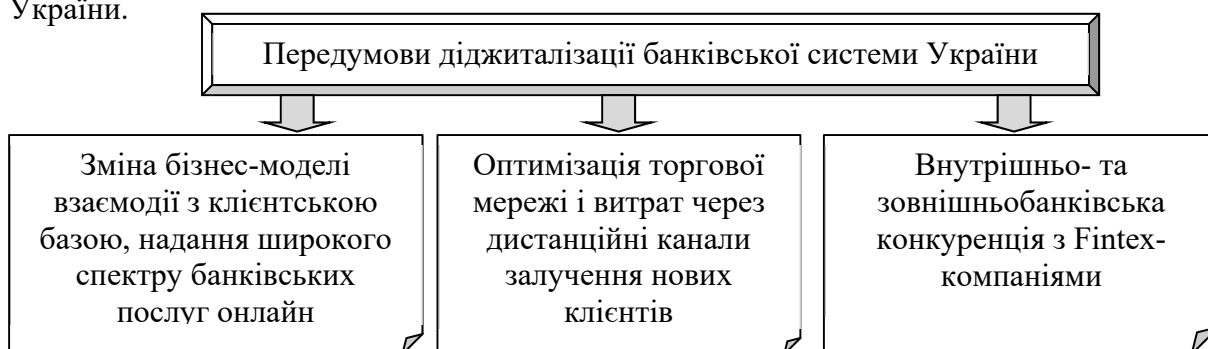 України.
Передумови діджиталізації банківської системи України
Зміна бізнес-моделі
взаємодії з клієнтською
базою, надання широкого
спектру банківських
послуг онлайн
Оптимізація торгової
мережі і витрат через
дистанційні канали
залучення нових
клієнтів
Внутрішньо- та
зовнішньобанківська
конкуренція з Fintex-
компаніями